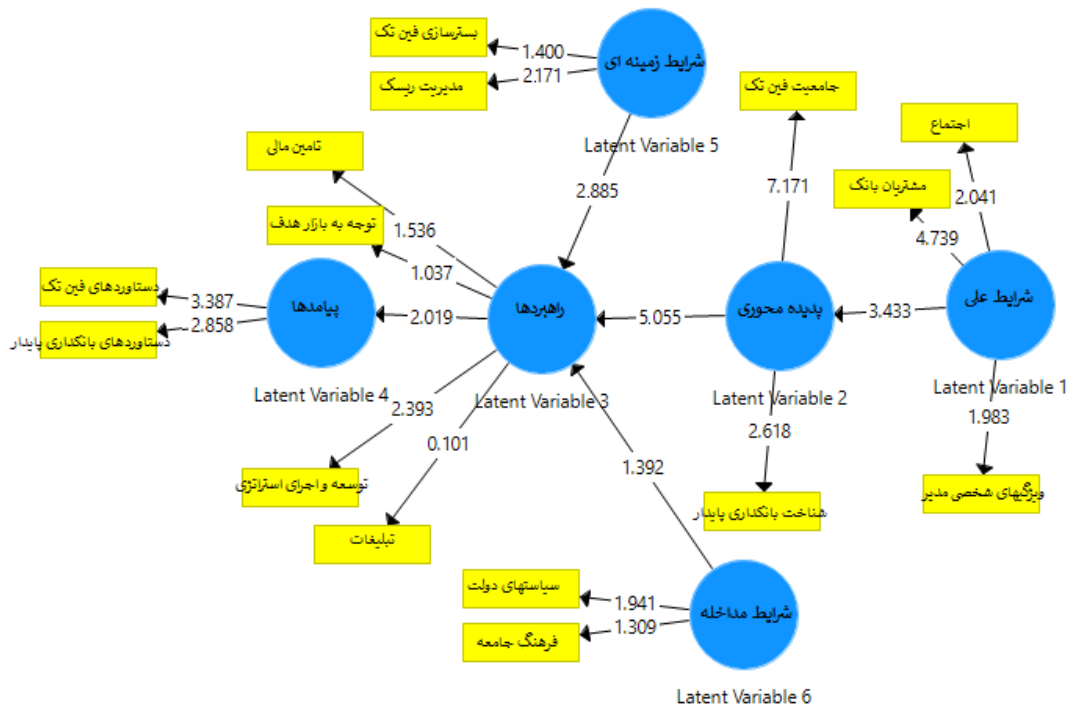 بسترسازی فین تک
1.400
شرایط زمینه ای
مدیریت ریسک
2.171
جامعیت فین تک
اجتماع
Latent Variable 5
تامین مالی
2.885
7.171
مشتریان بانک
2.041
توجه به بازار هدف
1.536
4.739
1.037
دستاوردهای فین تک
3.387
پیامدها
2.019
راهبردها
5.055
پدیده محوری
3.433
شرایط علی
2.858
دستاوردهای بانکداری پایدار
Latent Variable 4
Latent Variable 3
Latent Variable 2
Latent Variable 1
2.393
0.101
2.618
1.983
1.392
توسعه و اجرای استراتژی
شناخت بانکداری پایدار
ویژگیهای شخصی مدیر
تبلیغات
سیاستهای دولت
1.941
شرایط مداخله
1.309
فرهنگ جامعه
Latent Variable 6